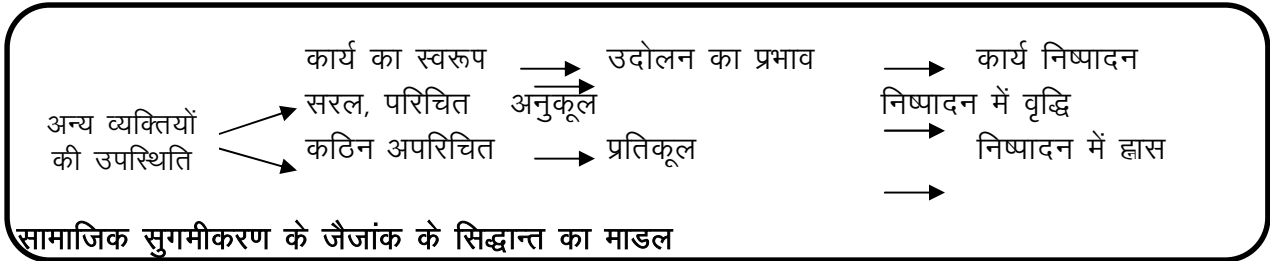 कार्य का स्वरूप उदोलन का प्रभाव कार्य निष्पादन
सरल, परिचित अनुकूल निष्पादन में वृद्धि
अन्य व्यक्तियों
की उपस्थिति
कठिन अपरिचित प्रतिकूल निष्पादन में ह्रास
सामाजिक सुगमीकरण के जैजांक के सिद्धान्त का माडल